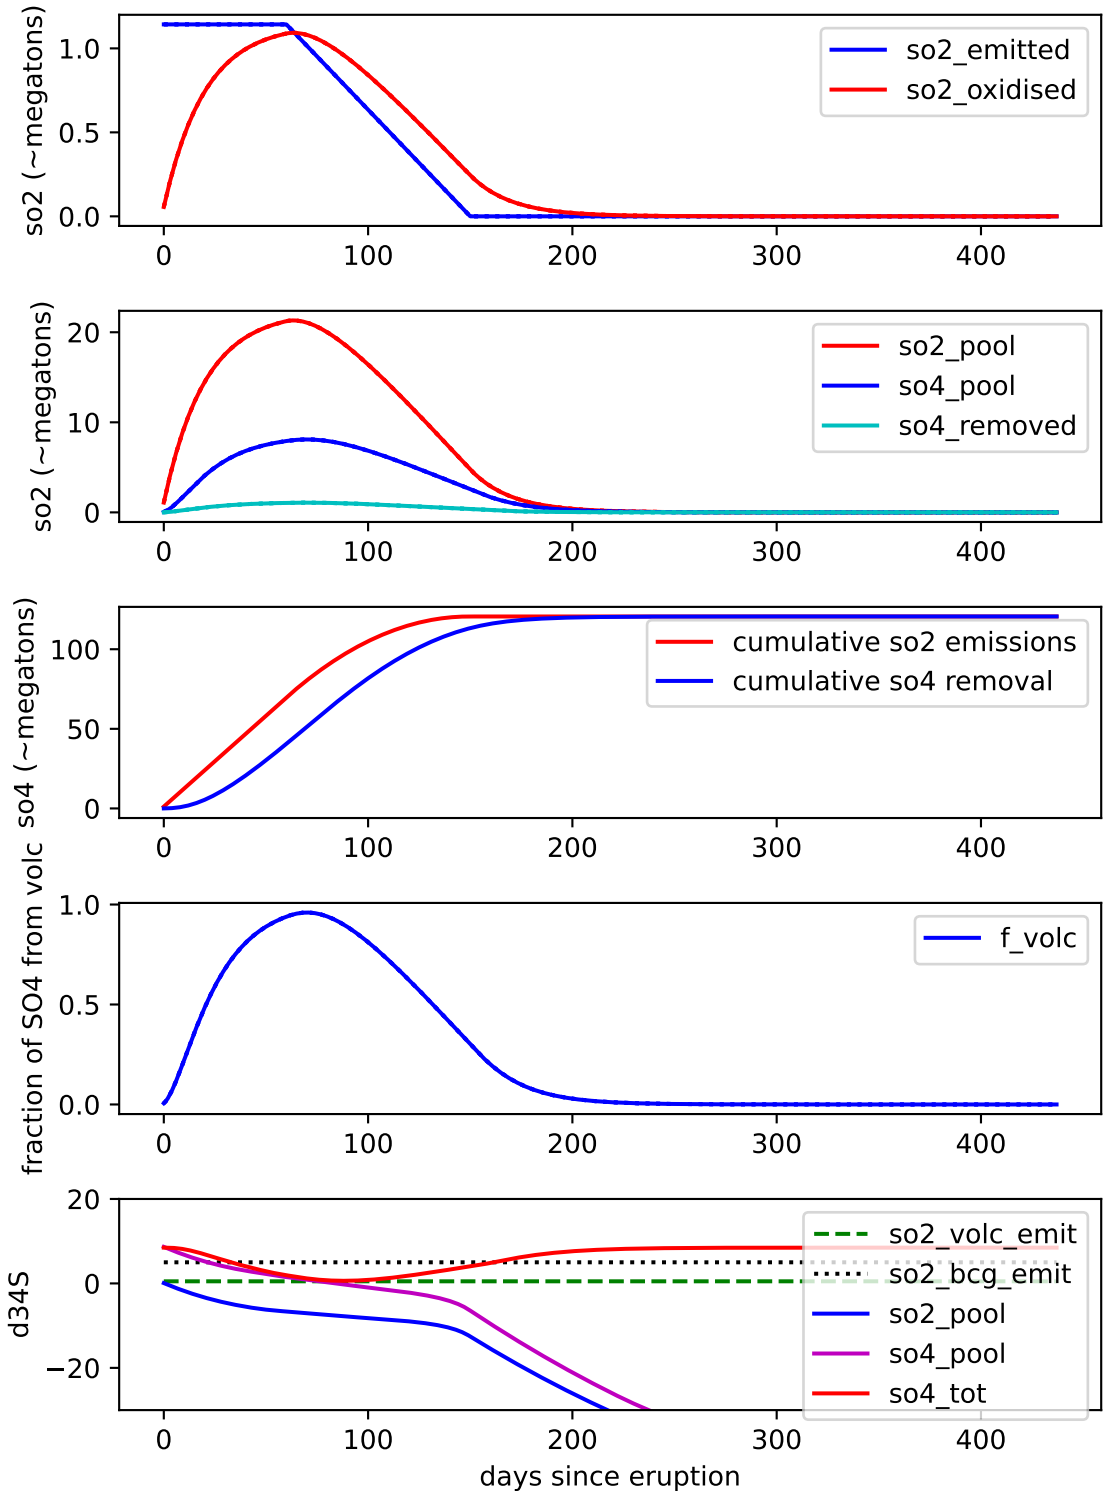 so2 (~megatons)
1.0
0.5
0.0
so2_emitted
so2_oxidised
0 100 200 300 400
so2 (~megatons)
20
10
0
so2_pool
so4_pool
so4_removed
0 100 200 300 400
so4 (~megatons)
100
50
0
cumulative so2 emissions
cumulative so4 removal
0 100 200 300 400
fraction of SO4 from volc
1.0
0.5
0.0
f_volc
0 100 200 300 400
d34S
20
0
−20
so2_volc_emit
so2_bcg_emit
so2_pool
so4_pool
so4_tot
0 100 200 300 400
days since eruption